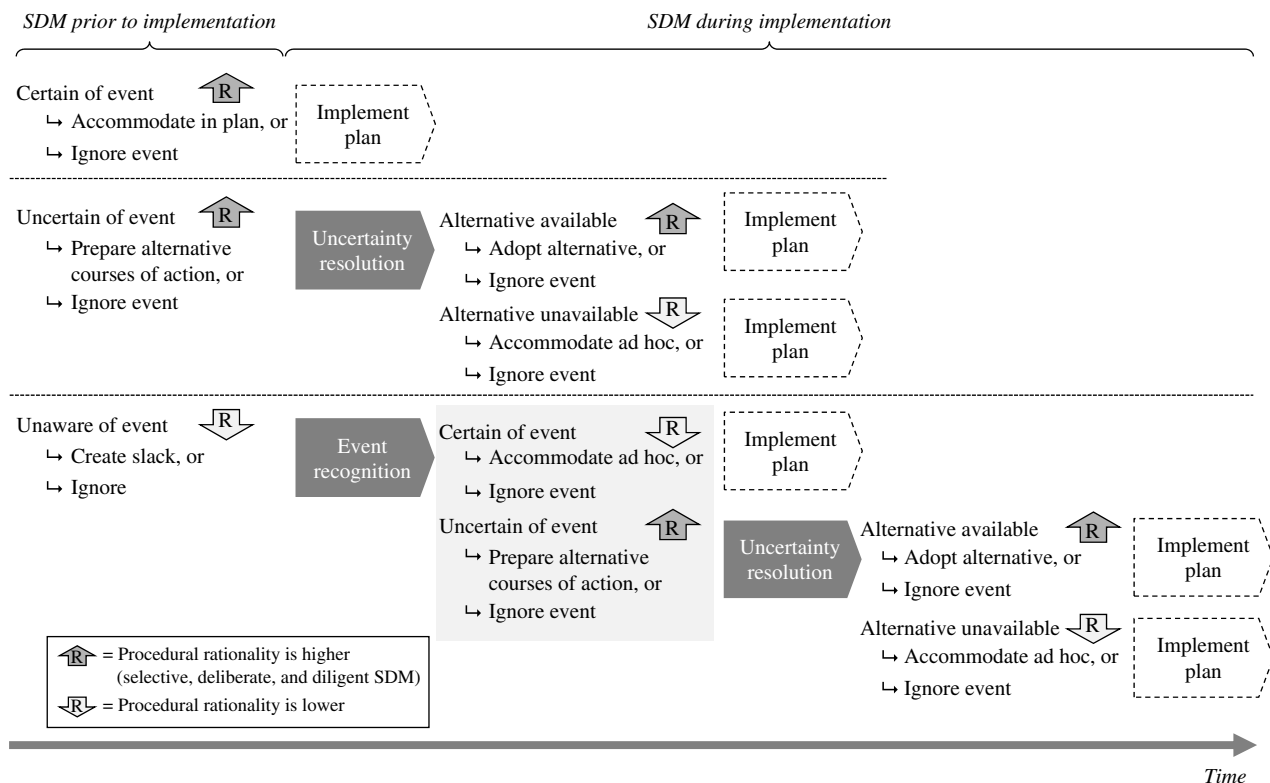 SDM prior to implementation
SDM during implementation
Certain of event
R
↳ Accommodate in plan, or
↳ Ignore event
Implement
plan
Uncertain of event
R
↳ Prepare alternative
courses of action, or
↳ Ignore event
Uncertainty
resolution
Alternative available
R
↳ Adopt alternative, or
↳ Ignore event
Implement
plan
Alternative unavailable
R
↳ Accommodate ad hoc, or
↳ Ignore event
Implement
plan
Unaware of event
R
↳ Create slack, or
↳ Ignore
Event
recognition
Certain of event
R
↳ Accommodate ad hoc, or
↳ Ignore event
Implement
plan
Uncertain of event
R
↳ Prepare alternative
courses of action, or
↳ Ignore event
Uncertainty
resolution
Alternative available
R
↳ Adopt alternative, or
↳ Ignore event
Implement
plan
Alternative unavailable
R
↳ Accommodate ad hoc, or
↳ Ignore event
Implement
plan
R = Procedural rationality is higher
(selective, deliberate, and diligent SDM)
R = Procedural rationality is lower
Time